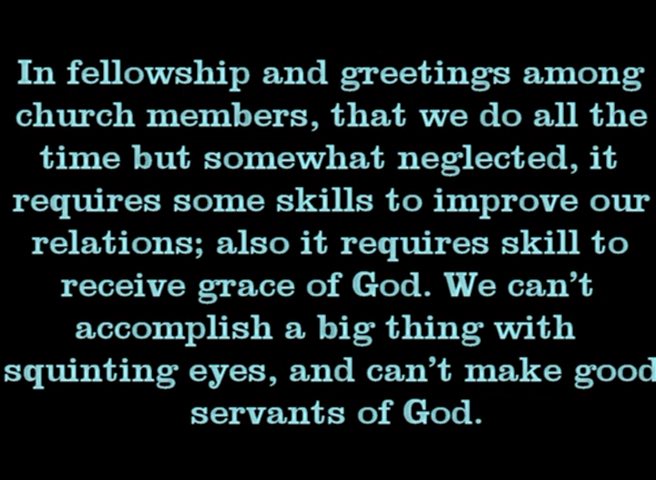 In fellowship and greetings among
church members, that we do all the
time but somewhat neglected, it
requires some skills to improve our
relations; also it requires skill to
receive grace of God. We can't
accomplish a big thing with
squinting eyes, and can't make good
servants of God.